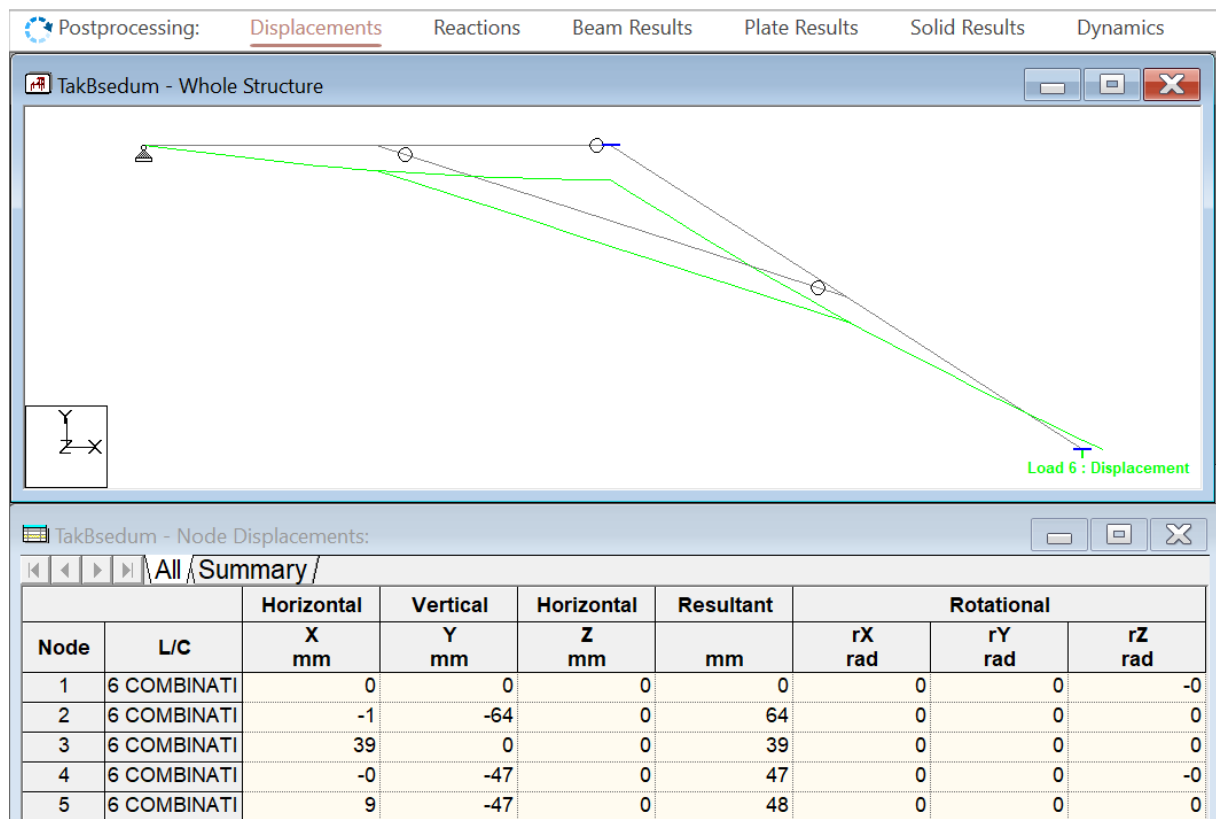 Postprocessing: Displacements Reactions Beam Results Plate Results Solid Results Dynamics
TakBsedum - Whole Structure
Y
Z X
Load 6 : Displacement
TakBsedum - Node Displacements:
All Summary
Horizontal Vertical Horizontal Resultant Rotational
Node L/C X mm Y mm Z mm mm rX rad rY rad rZ rad
1 6 COMBINATI 0 0 0 0 0 0 -0
2 6 COMBINATI -1 -64 0 64 0 0 0
3 6 COMBINATI 39 0 0 39 0 0 0
4 6 COMBINATI -0 -47 0 47 0 0 -0
5 6 COMBINATI 9 -47 0 48 0 0 0